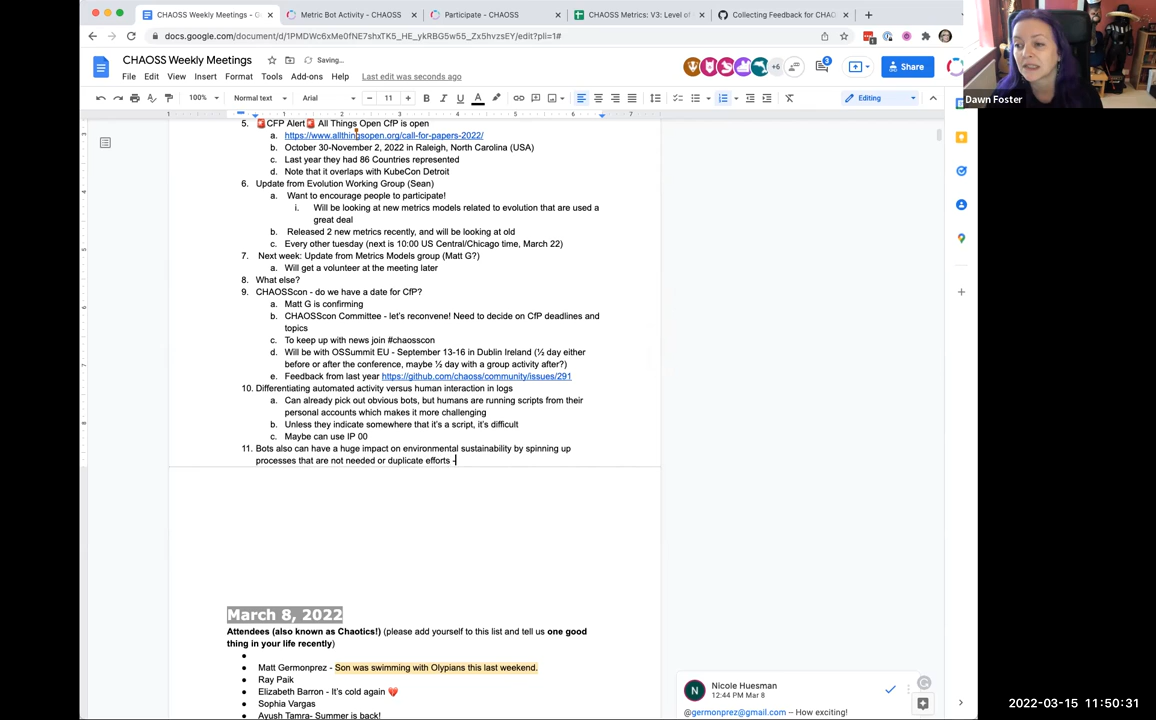 CHAOSS Weekly Meetings - G
Metric Bot Activity - CHAOSS
Participate - CHAOSS
CHAOSS Metrics: V3: Level of
Collecting Feedback for CHAO
docs.google.com/document/d/1PMDWc6xMe0fNE7shxTK5_HE_ykRBG5w55_Zx5hvzsEY/edit?pli=1#
CHAOSS Weekly Meetings
Saving...
File Edit View Insert Format Tools Add-ons Help Last edit was seconds ago
+6
3
Share
Dawn Foster
100% Normal text Arial 11 Editing
5. 🚨CFP Alert🚨 All Things Open CfP is open
a. https://www.allthingsopen.org/call-for-papers-2022/
b. October 30-November 2, 2022 in Raleigh, North Carolina (USA)
c. Last year they had 86 Countries represented
d. Note that it overlaps with KubeCon Detroit
6. Update from Evolution Working Group (Sean)
a. Want to encourage people to participate!
i. Will be looking at new metrics models related to evolution that are used a
great deal
b. Released 2 new metrics recently, and will be looking at old
c. Every other tuesday (next is 10:00 US Central/Chicago time, March 22)
7. Next week: Update from Metrics Models group (Matt G?)
a. Will get a volunteer at the meeting later
8. What else?
9. CHAOSScon - do we have a date for CfP?
a. Matt G is confirming
b. CHAOSScon Committee - let's reconvene! Need to decide on CfP deadlines and
topics
c. To keep up with news join #chaosscon
d. Will be with OSSummit EU - September 13-16 in Dublin Ireland (½ day either
before or after the conference, maybe ½ day with a group activity after?)
e. Feedback from last year https://github.com/chaoss/community/issues/291
10. Differentiating automated activity versus human interaction in logs
a. Can already pick out obvious bots, but humans are running scripts from their
personal accounts which makes it more challenging
b. Unless they indicate somewhere that it's a script, it's difficult
c. Maybe can use IP 00
11. Bots also can have a huge impact on environmental sustainability by spinning up
processes that are not needed or duplicate efforts -
March 8, 2022
Attendees (also known as Chaotics!) (please add yourself to this list and tell us one good
thing in your life recently)
Matt Germonprez - Son was swimming with Olypians this last weekend.
Ray Paik
Elizabeth Barron - It's cold again 💔
Sophia Vargas
Ayush Tamra- Summer is back!
N
Nicole Huesman
12:44 PM Mar 8
@germonprez@gmail.com -- How exciting!
2022-03-15 11:50:31